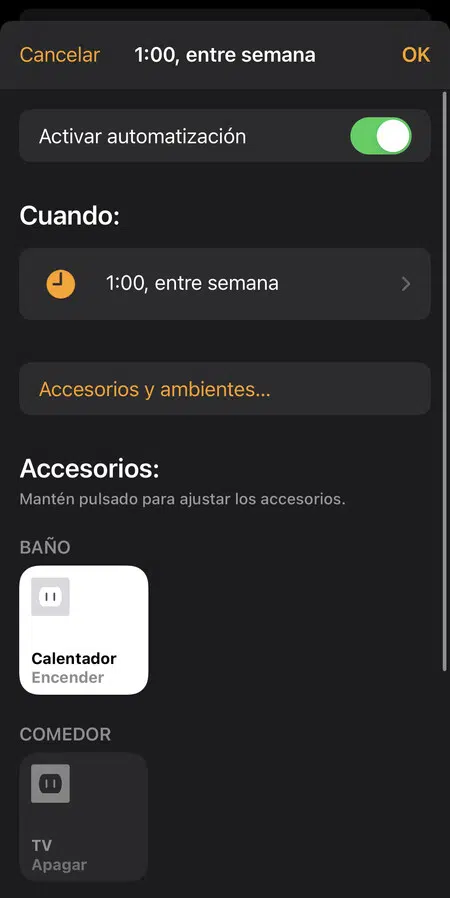 Cancelar 1:00, entre semana OK
Activar automatización
Cuando:
1:00, entre semana
Accesorios y ambientes...
Accesorios:
Mantén pulsado para ajustar los accesorios.
BAÑO
Calentador
Encender
COMEDOR
TV
Apagar